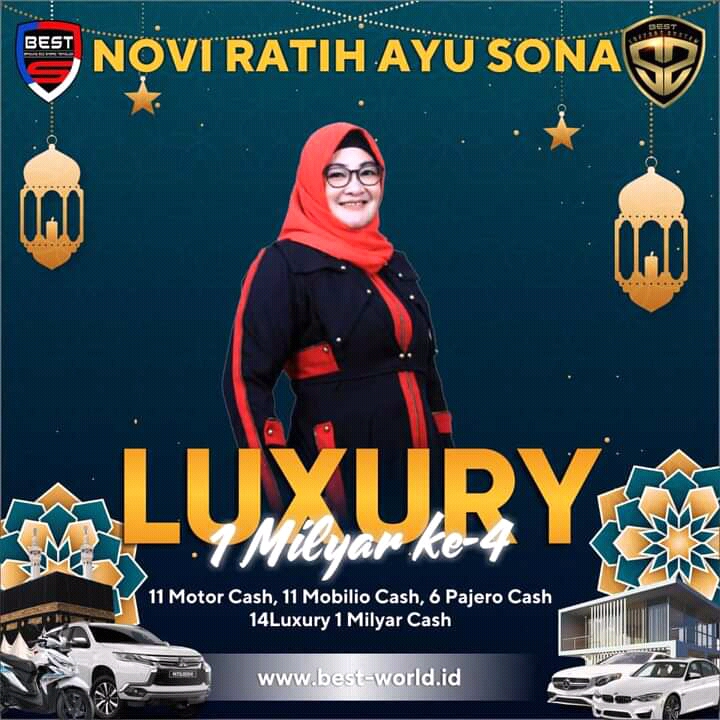 BEST
NOVI RATIH AYU SONA
BEST
LUXURY
1 Milyar ke-4
11 Motor Cash, 11 Mobilio Cash, 6 Pajero Cash
14Luxury 1 Milyar Cash
www.best-world.id